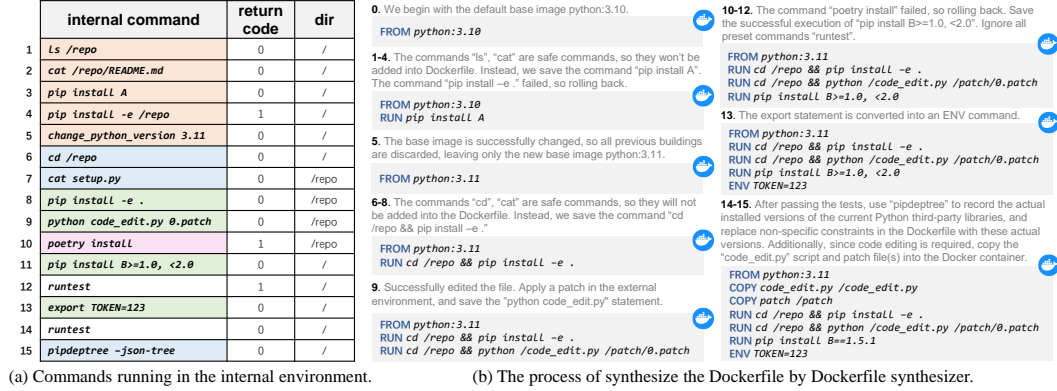 internal command return code dir
1 ls /repo 0 /
2 cat /repo/README.md 0 /
3 pip install A 0 /
4 pip install -e /repo 1 /
5 change_python_version 3.11 0 /
6 cd /repo 0 /
7 cat setup.py 0 /repo
8 pip install -e . 0 /repo
9 python code_edit.py 0.patch 0 /repo
10 poetry install 1 /repo
11 pip install B>=1.0, <2.0 0 /
12 runtest 1 /
13 export TOKEN=123 0 /
14 runtest 0 /
15 pipdeptree –json-tree 0 /
(a) Commands running in the internal environment.
0. We begin with the default base image python:3.10.
FROM python:3.10
1-4. The commands “ls”, “cat” are safe commands, so they won't be
added into Dockerfile. Instead, we save the command “pip install A”.
The command “pip install –e .” failed, so rolling back.
FROM python:3.10
RUN pip install A
5. The base image is successfully changed, so all previous buildings
are discarded, leaving only the new base image python:3.11.
FROM python:3.11
6-8. The commands “cd”, “cat” are safe commands, so they will not
be added into the Dockerfile. Instead, we save the command “cd
/repo && pip install –e .”
FROM python:3.11
RUN cd /repo && pip install -e .
9. Successfully edited the file. Apply a patch in the external
environment, and save the "python code_edit.py" statement.
FROM python:3.11
RUN cd /repo && pip install -e .
RUN cd /repo && python /code_edit.py /patch/0.patch
10-12. The command “poetry install” failed, so rolling back. Save
the successful execution of “pip install B>=1.0, <2.0”. Ignore all
preset commands “runtest”.
FROM python:3.11
RUN cd /repo && pip install -e .
RUN cd /repo && python /code_edit.py /patch/0.patch
RUN pip install B>=1.0, <2.0
13. The export statement is converted into an ENV command.
FROM python:3.11
RUN cd /repo && pip install -e .
RUN cd /repo && python /code_edit.py /patch/0.patch
RUN pip install B>=1.0, <2.0
ENV TOKEN=123
14-15. After passing the tests, use “pipdeptree” to record the actual
installed versions of the current Python third-party libraries, and
replace non-specific constraints in the Dockerfile with these actual
versions. Additionally, since code editing is required, copy the
“code_edit.py” script and patch file(s) into the Docker container.
FROM python:3.11
COPY code_edit.py /code_edit.py
COPY patch /patch
RUN cd /repo && pip install -e .
RUN cd /repo && python /code_edit.py /patch/0.patch
RUN pip install B==1.5.1
ENV TOKEN=123
(b) The process of synthesize the Dockerfile by Dockerfile synthesizer.